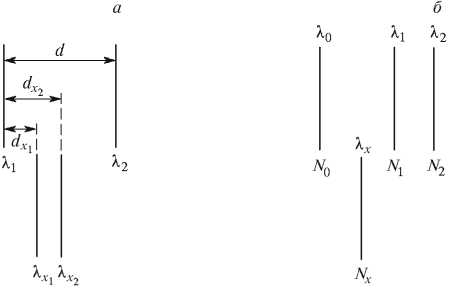 а
d
d_{x_2}
d_{x_1}
λ_1 λ_2
λ_{x_1} λ_{x_2}
б
λ_0 λ_1 λ_2
λ_x
N_0 N_1 N_2
N_x